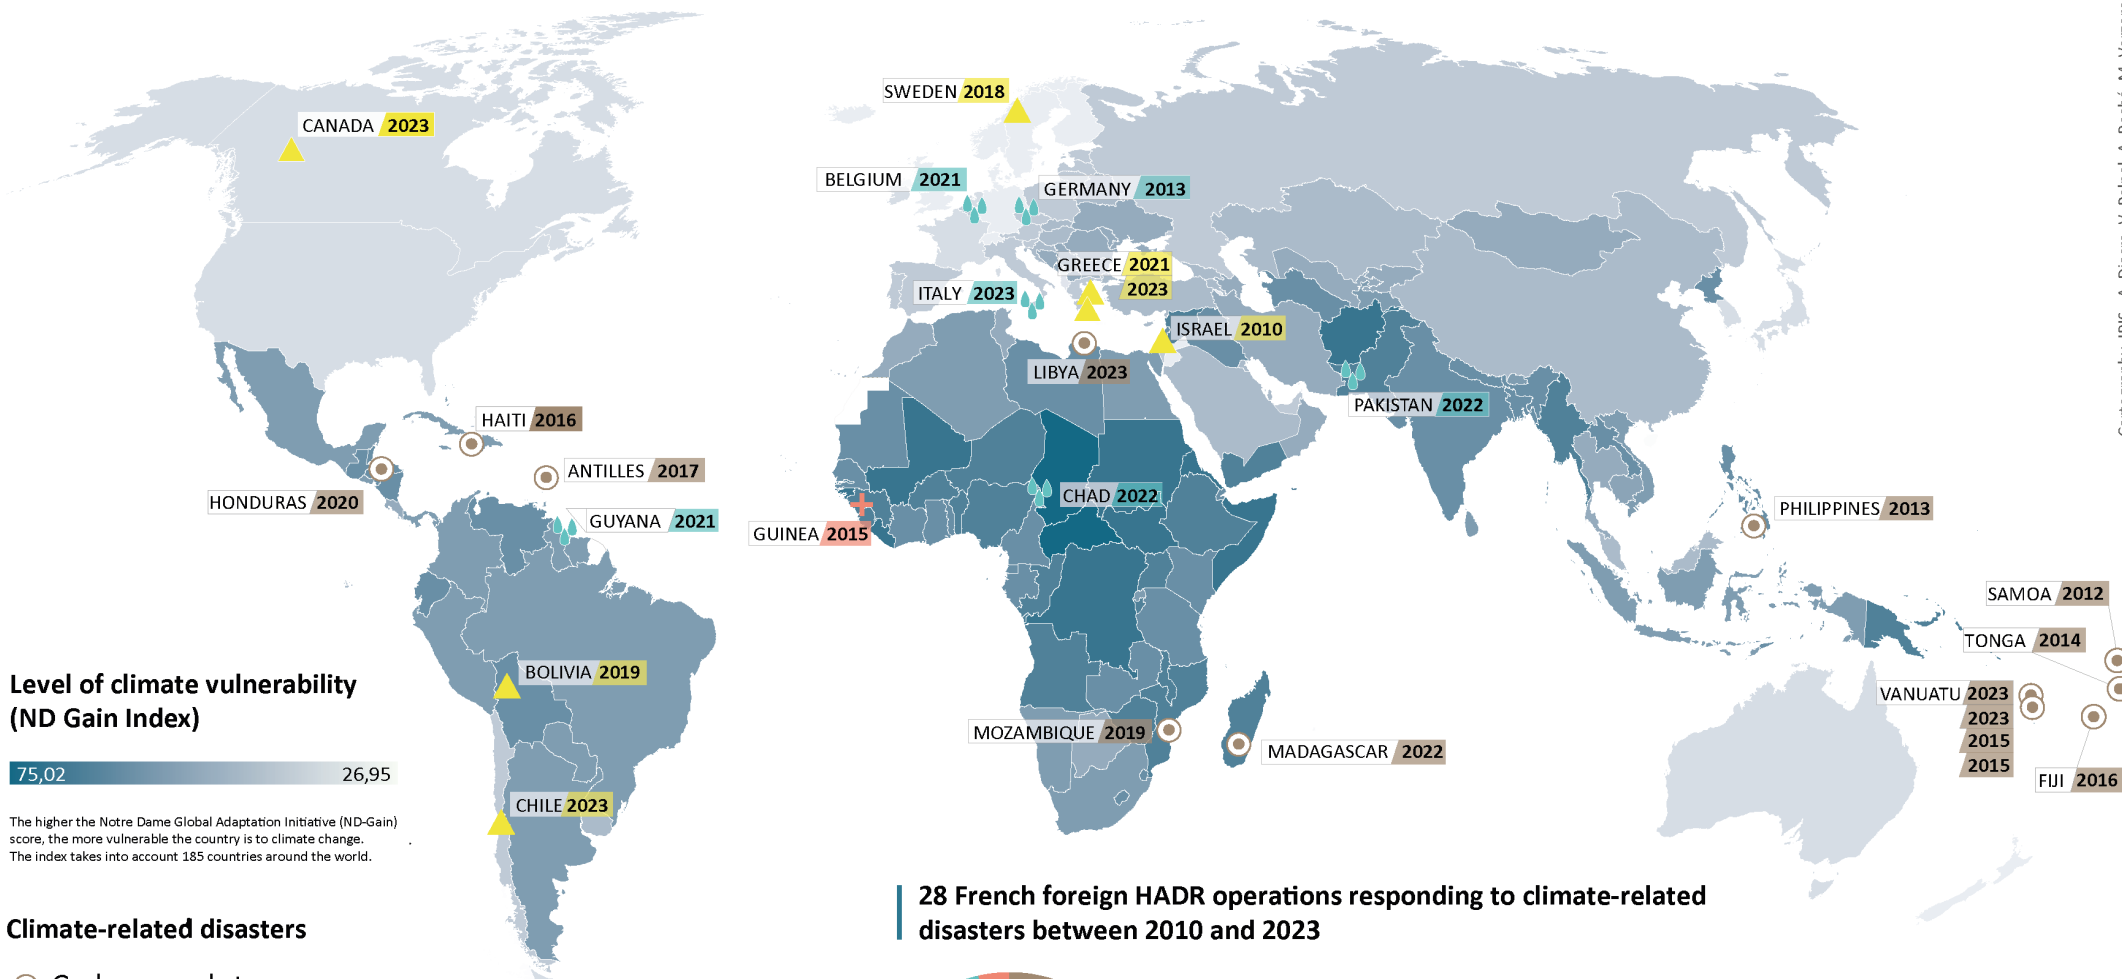 SWEDEN 2018
CANADA 2023
BELGIUM 2021
GERMANY 2013
GREECE 2021
2023
ITALY 2023
ISRAEL 2010
LIBYA 2023
PAKISTAN 2022
HAITI 2016
ANTILLES 2017
HONDURAS 2020
GUYANA 2021
CHAD 2022
GUINEA 2015
PHILIPPINES 2013
SAMOA 2012
TONGA 2014
BOLIVIA 2019
VANUATU 2023
2023
2015
2015
MOZAMBIQUE 2019
MADAGASCAR 2022
FIJI 2016
CHILE 2023
Level of climate vulnerability
(ND Gain Index)
75,02 26,95
The higher the Notre Dame Global Adaptation Initiative (ND-Gain)
score, the more vulnerable the country is to climate change.
The index takes into account 185 countries around the world.
Climate-related disasters
28 French foreign HADR operations responding to climate-related
disasters between 2010 and 2023